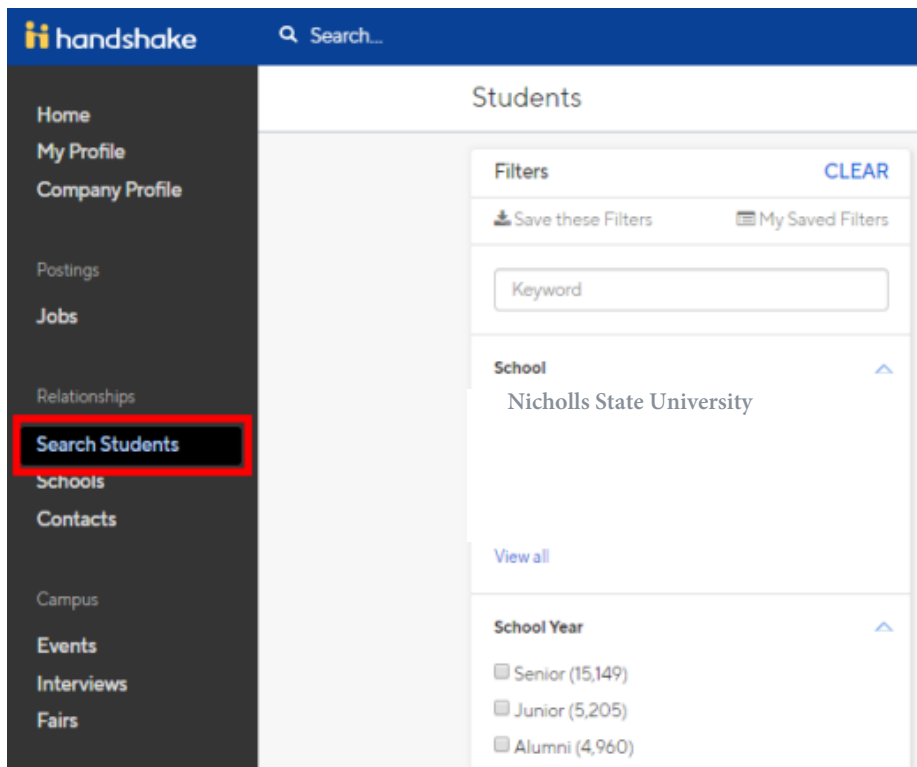 handshake
Search...
Home
My Profile
Company Profile
Postings
Jobs
Relationships
Search Students
Schools
Contacts
Campus
Events
Interviews
Fairs
Students
Filters CLEAR
Save these Filters My Saved Filters
Keyword
School
Nicholls State University
View all
School Year
Senior (15,149)
Junior (5,205)
Alumni (4,960)